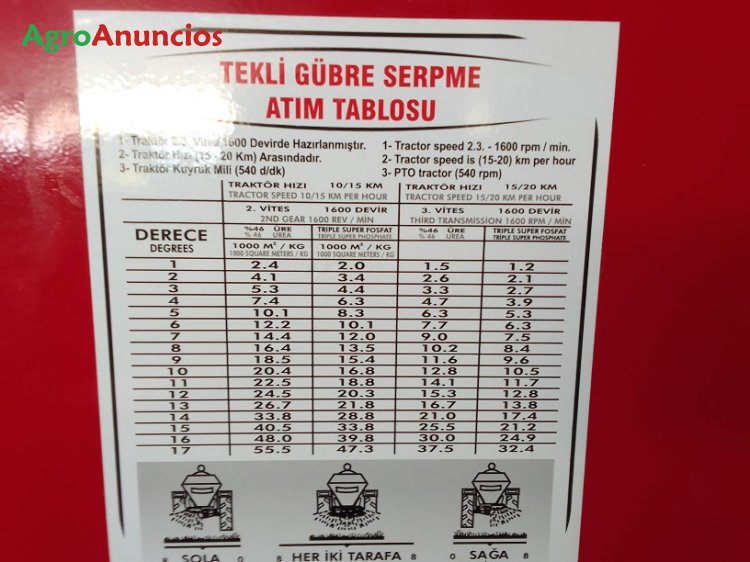 AgroAnuncios
TEKLİ GÜBRE SERPME
ATIM TABLOSU
1- Traktör 2.3. Vites 1600 Devirde Hazırlanmıştır.
2- Traktör Hızı (15 - 20 Km) Arasındadır.
3- Traktör Kuyruk Mili (540 d/dk)
1- Tractor speed 2.3. - 1600 rpm / min.
2- Tractor speed is (15-20) km per hour
3- PTO tractor (540 rpm)
TRAKTÖR HIZI 10/15 KM TRAKTÖR HIZI 15/20 KM
TRACTOR SPEED 10/15 KM PER HOUR TRACTOR SPEED 15/20 KM PER HOUR
2. VİTES 1600 DEVİR 3. VİTES 1600 DEVİR
2ND GEAR 1600 REV / MIN THIRD TRANSMISSION 1600 RPM / MIN
DERECE
DEGREES
%46 ÜRE TRIPLE SUPER FOSFAT %46 ÜRE TRIPLE SUPER FOSFAT
% 46 UREA TRIPLE SUPER PHOSPHATE % 46 UREA TRIPLE SUPER PHOSPHATE
1000 M² / KG 1000 M² / KG
1000 SQUARE METERS / KG 1000 SQUARE METERS / KG
1 2.4 2.0 1.5 1.2
2 4.1 3.4 2.6 2.1
3 5.3 4.4 3.3 2.7
4 7.4 6.3 4.7 3.9
5 10.1 8.3 6.3 5.3
6 12.2 10.1 7.7 6.3
7 14.4 12.0 9.0 7.5
8 16.4 13.5 10.2 8.4
9 18.5 15.4 11.6 9.6
10 20.4 16.8 12.8 10.5
11 22.5 18.8 14.1 11.7
12 24.5 20.3 15.3 12.8
13 26.7 21.8 16.7 13.8
14 33.8 28.8 21.0 17.4
15 40.5 33.8 25.5 21.2
16 48.0 39.8 30.0 24.9
17 55.5 47.3 37.5 32.4
SOLA 8 HER İKİ TARAFA 8 0 SAĞA 8